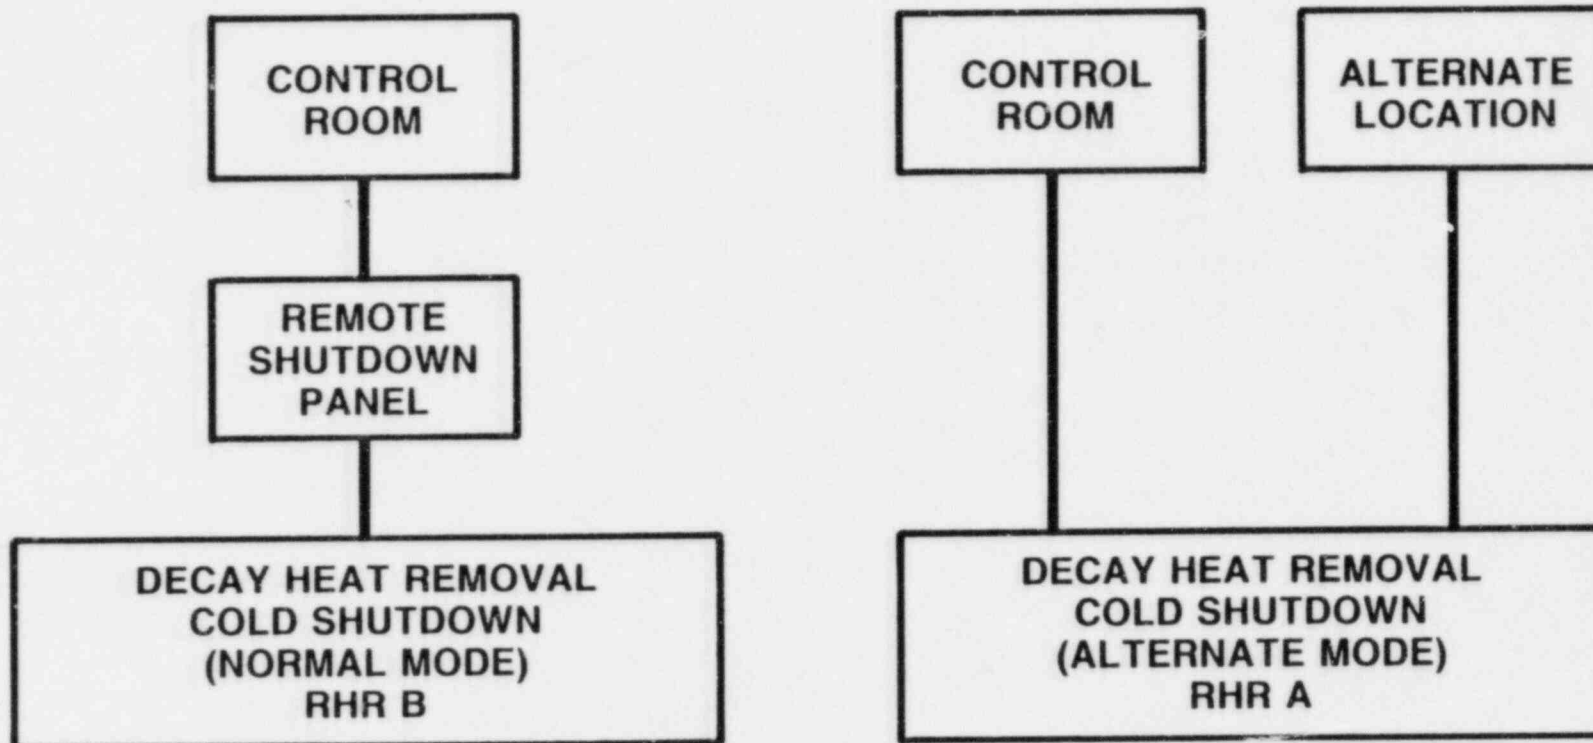 CONTROL
ROOM
REMOTE
SHUTDOWN
PANEL
DECAY HEAT REMOVAL
COLD SHUTDOWN
(NORMAL MODE)
RHR B
CONTROL
ROOM
ALTERNATE
LOCATION
DECAY HEAT REMOVAL
COLD SHUTDOWN
(ALTERNATE MODE)
RHR A